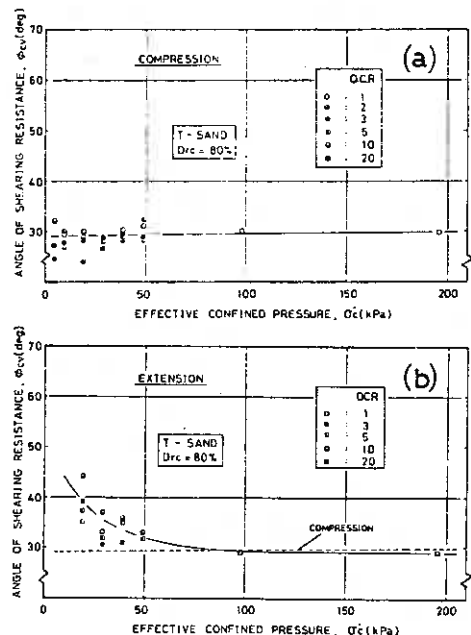 (a)
COMPRESSION
ANGLE OF SHEARING RESISTANCE, ϕcv(deg)
70
60
50
40
30
OCR
: 1
: 2
: 3
: 5
: 10
: 20
T - SAND
Drc = 80%
0 50 100 150 200
EFFECTIVE CONFINED PRESSURE, σ'c(kPa)
(b)
EXTENSION
ANGLE OF SHEARING RESISTANCE, ϕcv(deg)
70
60
50
40
30
OCR
: 1
: 3
: 5
: 10
: 20
T - SAND
Drc = 80%
COMPRESSION
0 50 100 150 200
EFFECTIVE CONFINED PRESSURE, σ'c(kPa)